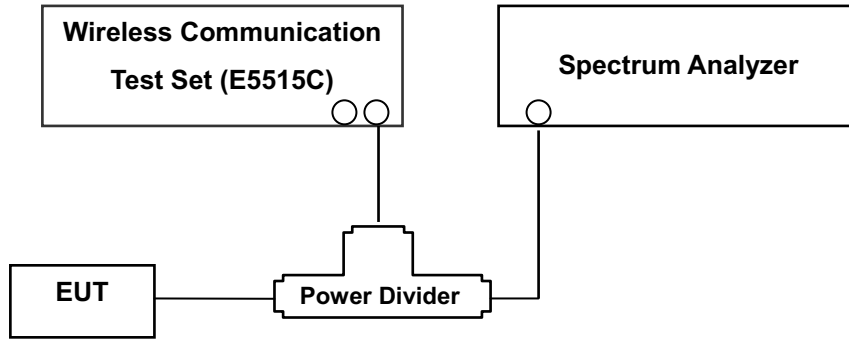 Wireless Communication
Test Set (E5515C)
Spectrum Analyzer
EUT
Power Divider